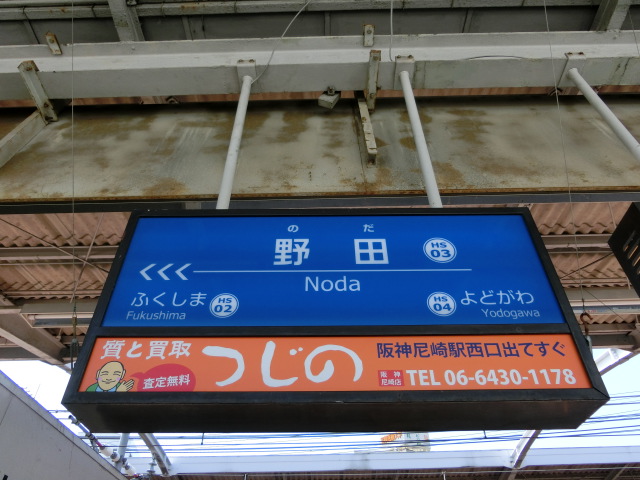 のだ
野田
HS 03
Noda
ふくしま
Fukushima
HS 02
HS 04
よどがわ
Yodogawa
質と買取
査定無料
つじの
阪神尼崎駅西口出てすぐ
阪神
尼崎店
TEL 06-6430-1178